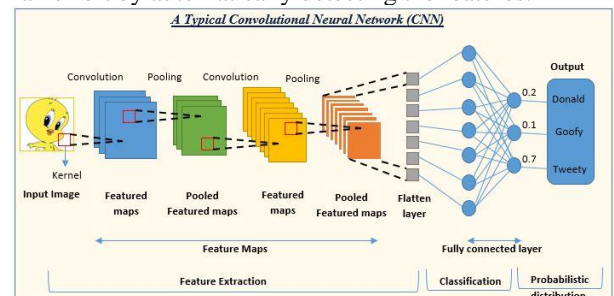 A Typical Convolutional Neural Network (CNN)
Convolution Pooling Convolution Pooling
Output
0.2 Donald
0.1 Goofy
0.7 Tweety
Kernel
Input Image
Featured maps
Pooled Featured maps
Featured maps
Pooled Featured maps
Flatten layer
Feature Maps
Fully connected layer
Feature Extraction
Classification
Probabilistic distribution